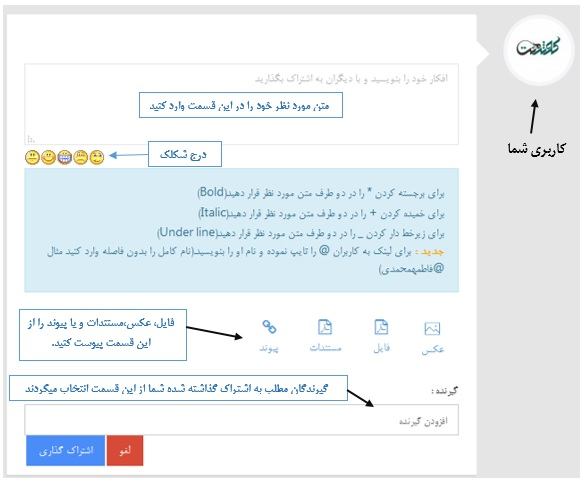 افکار خود را بنویسید و با دیگران به اشتراک بگذارید
متن مورد نظر خود را در این قسمت وارد کنید
کاربری شما
درج شکلک
برای برجسته کردن * را در دو طرف متن مورد نظر قرار دهید(Bold)
برای خمیده کردن + را در دو طرف متن مورد نظر قرار دهید(Italic)
برای زیرخط دار کردن _ را در دو طرف متن مورد نظر قرار دهید(Under line)
جدید : برای لینک به کاربران @ را تایپ نموده و نام او را بنویسید(نام کامل را بدون فاصله وارد کنید مثال
@فاطمهمحمدی)
فایل، عکس،مستندات و یا پیوند را از
این قسمت پیوست کنید.
عکس فایل مستندات پیوند
گیرنده :
گیرندگان مطلب به اشتراک گذاشته شده شما از این قسمت انتخاب میگردند
افزودن گیرنده
لغو اشتراک گذاری